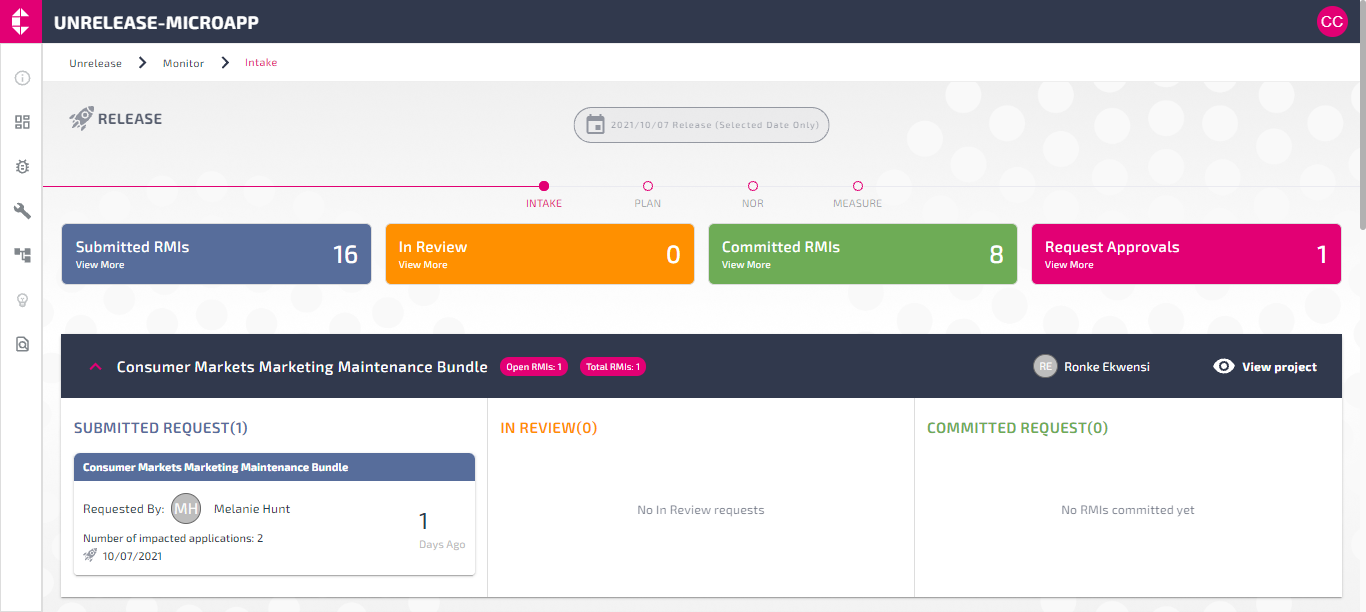 UNRELEASE-MICROAPP
CC
Unrelease
Monitor
Intake
RELEASE
2021/10/07 Release (Selected Date Only)
INTAKE
PLAN
NOR
MEASURE
Submitted RMIs
View More
16
In Review
View More
0
Committed RMIs
View More
8
Request Approvals
View More
1
Consumer Markets Marketing Maintenance Bundle
Open RMIs: 1
Total RMIs: 1
RE
Ronke Ekwensi
View project
SUBMITTED REQUEST(1)
Consumer Markets Marketing Maintenance Bundle
Requested By:
MH
Melanie Hunt
Number of impacted applications: 2
10/07/2021
1
Days Ago
IN REVIEW(0)
No In Review requests
COMMITTED REQUEST(0)
No RMIs committed yet